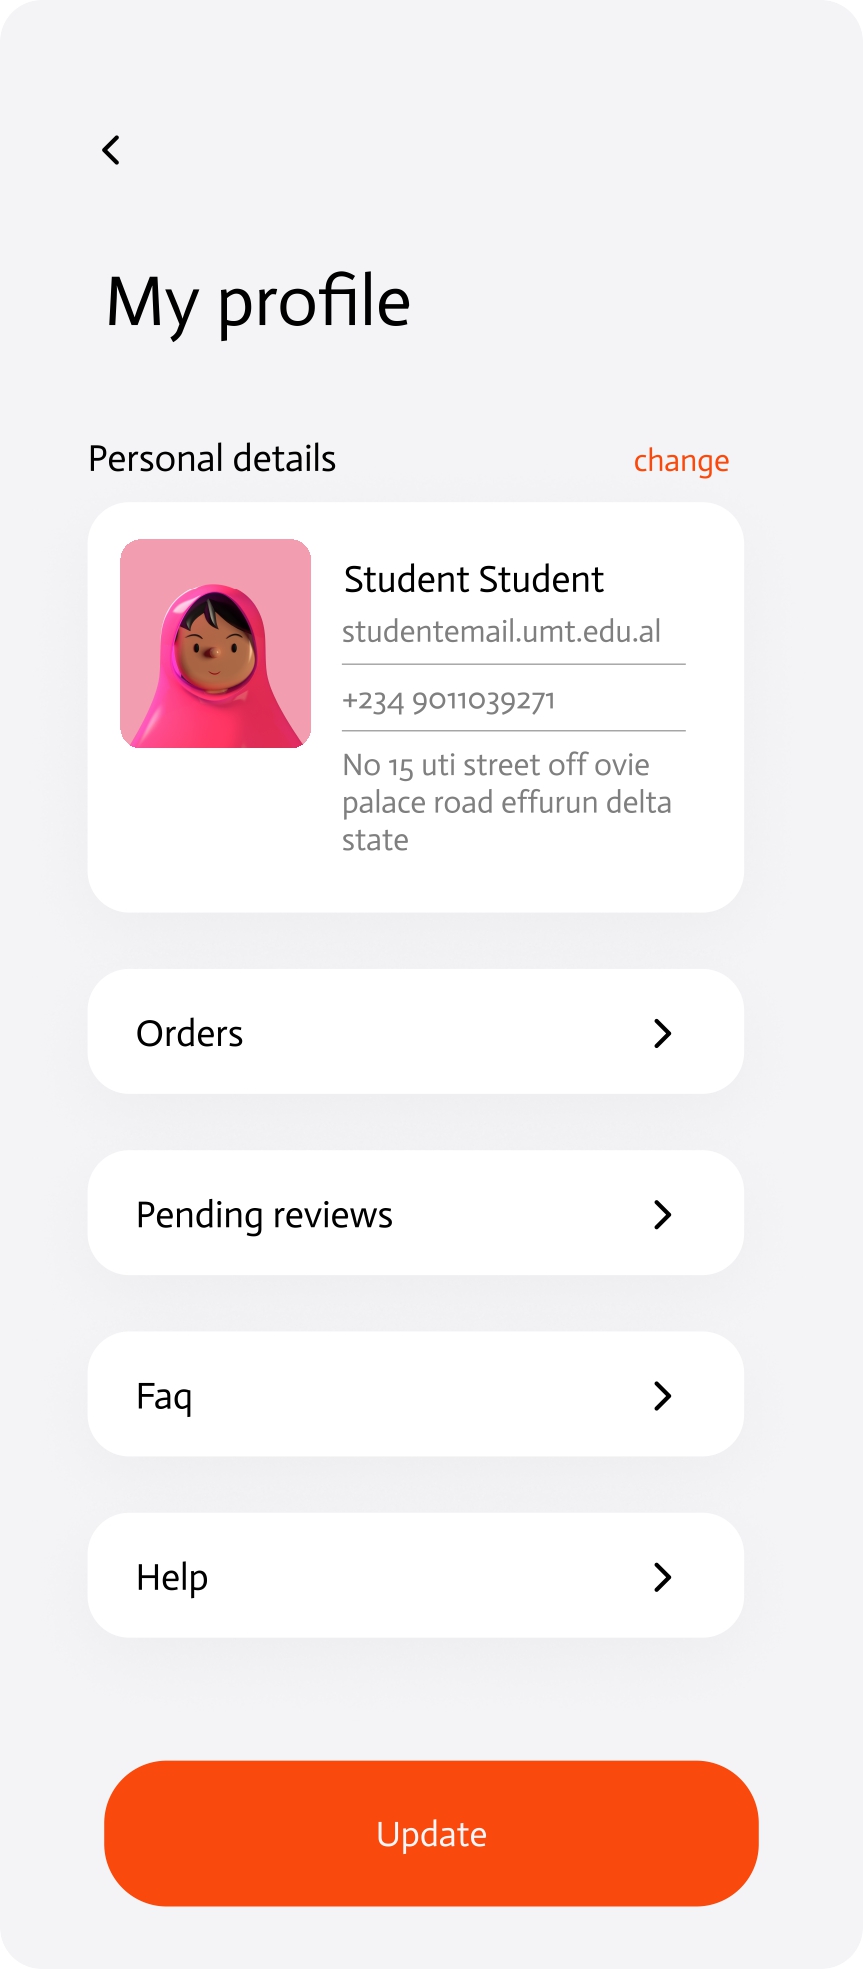 My profile
Personal details
change
Student Student
studentemail.umt.edu.al
+234 9011039271
No 15 uti street off ovie
palace road effurun delta
state
Orders
Pending reviews
Faq
Help
Update